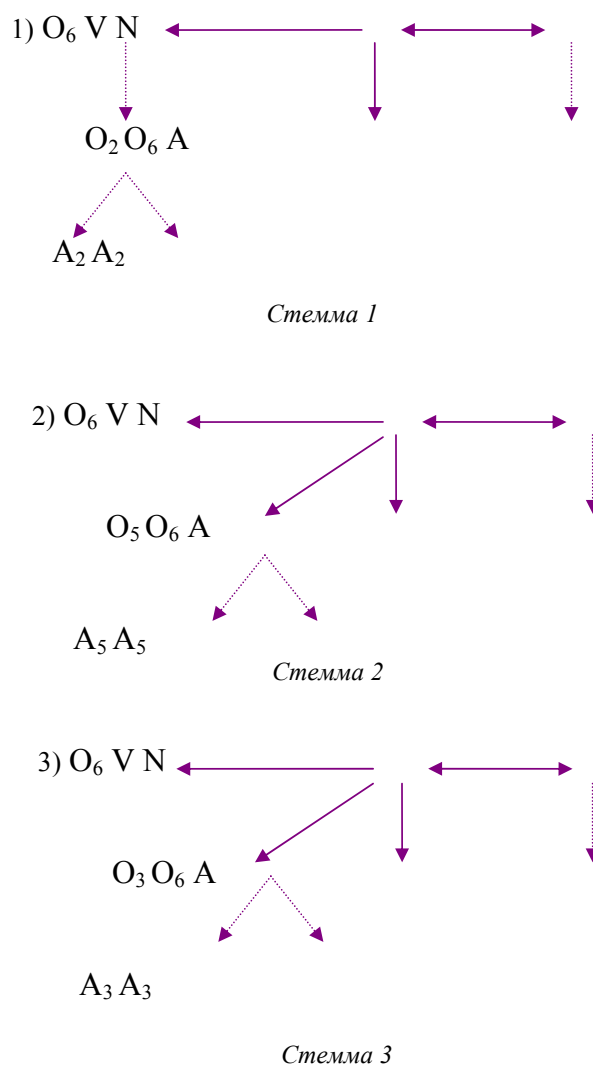 1) O₆ V N
O₂ O₆ A
A₂ A₂
Стемма 1
2) O₆ V N
O₅ O₆ A
A₅ A₅
Стемма 2
3) O₆ V N
O₃ O₆ A
A₃ A₃
Стемма 3